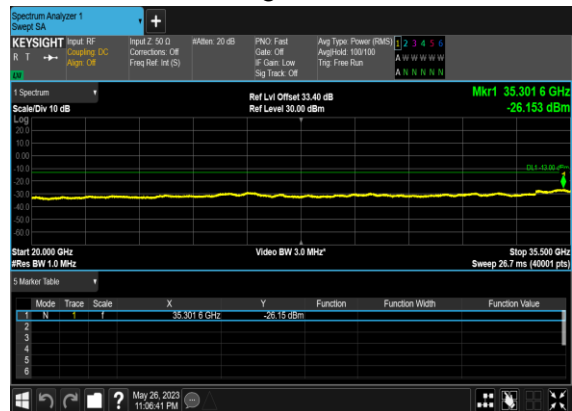 Spectrum Analyzer 1
Swept SA
+
KEYSIGHT Input: RF
R T Coupling: DC
Align: Off
LW
Input Z: 50 Ω
Corrections: Off
Freq Ref: Int (S)
#Atten: 20 dB
PNO: Fast
Gate: Off
IF Gain: Low
Sig Track: Off
Avg Type: Power (RMS)
Avg|Hold: 100/100
Trig: Free Run
1 2 3 4 5 6
A W W W W W
A N N N N N
1 Spectrum
Scale/Div 10 dB
Ref Lvl Offset 33.40 dB
Ref Level 30.00 dBm
Mkr1 35.301 6 GHz
-26.153 dBm
Log
20.0
10.0
0.00
-10.0
-20.0
-30.0
-40.0
-50.0
-60.0
DL1 -13.00 dBm
1
Start 20.000 GHz
#Res BW 1.0 MHz
Video BW 3.0 MHz*
Stop 35.500 GHz
Sweep 26.7 ms (40001 pts)
5 Marker Table
Mode Trace Scale X Y Function Function Width Function Value
1 N 1 f 35.301 6 GHz -26.15 dBm
2
3
4
5
6
?
May 26, 2023
11:06:41 PM